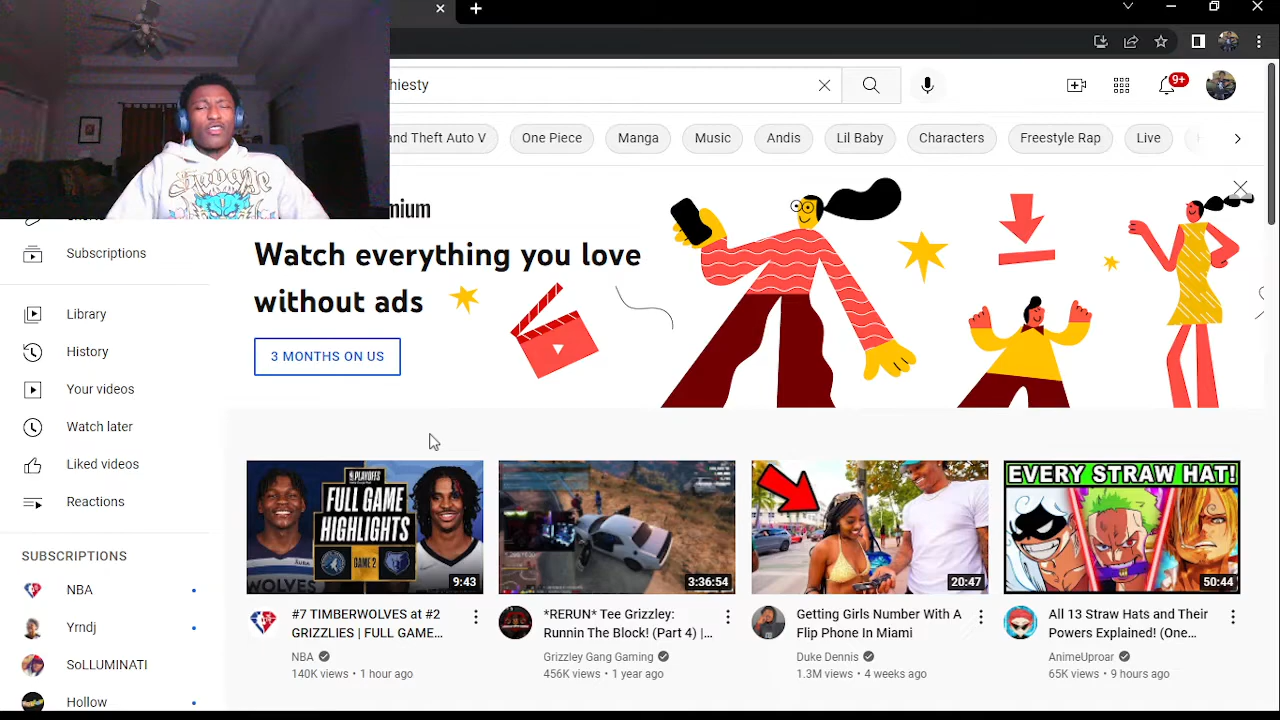 hiesty
9+
and Theft Auto V
One Piece
Manga
Music
Andis
Lil Baby
Characters
Freestyle Rap
Live
mium
Watch everything you love
without ads
3 MONTHS ON US
Subscriptions
Library
History
Your videos
Watch later
Liked videos
Reactions
SUBSCRIPTIONS
NBA
Yrndj
SoLLUMINATI
Hollow
PLAYOFFS
FULL GAME
HIGHLIGHTS
GAME 2
WOLVES
9:43
#7 TIMBERWOLVES at #2
GRIZZLIES | FULL GAME...
NBA
140K views • 1 hour ago
3:36:54
*RERUN* Tee Grizzley:
Runnin The Block! (Part 4) |...
Grizzley Gang Gaming
456K views • 1 year ago
20:47
Getting Girls Number With A
Flip Phone In Miami
Duke Dennis
1.3M views • 4 weeks ago
EVERY STRAW HAT!
50:44
All 13 Straw Hats and Their
Powers Explained! (One...
AnimeUproar
65K views • 9 hours ago